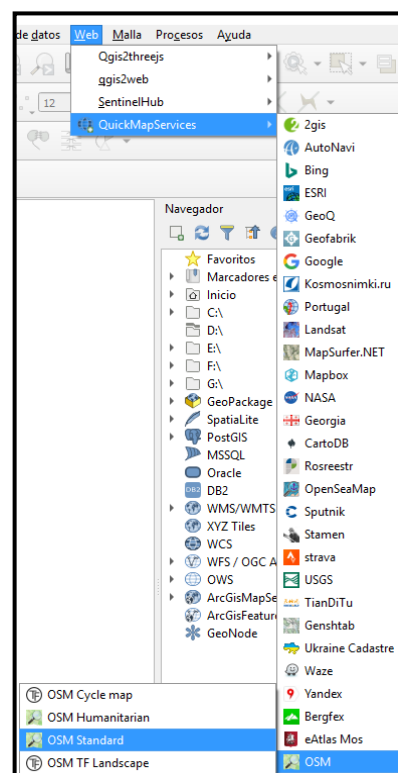 de datos Web Malla Procesos Ayuda
Qgis2threejs
qgis2web
SentinelHub
QuickMapServices
12
2gis
AutoNavi
Bing
ESRI
GeoQ
Geofabrik
Google
Kosmosnimki.ru
Portugal
Landsat
MapSurfer.NET
Mapbox
NASA
Georgia
CartoDB
Rosreestr
OpenSeaMap
Sputnik
Stamen
strava
USGS
TianDiTu
Genshtab
Ukraine Cadastre
Waze
Yandex
Bergfex
eAtlas Mos
OSM
Navegador
Favoritos
Marcadores e
Inicio
C:\
D:\
E:\
F:\
G:\
GeoPackage
SpatiaLite
PostGIS
MSSQL
Oracle
DB2 DB2
WMS/WMTS
XYZ Tiles
WCS
WFS / OGC A
OWS
ArcGisMapSe
ArcGisFeatur
GeoNode
OSM Cycle map
OSM Humanitarian
OSM Standard
OSM TF Landscape